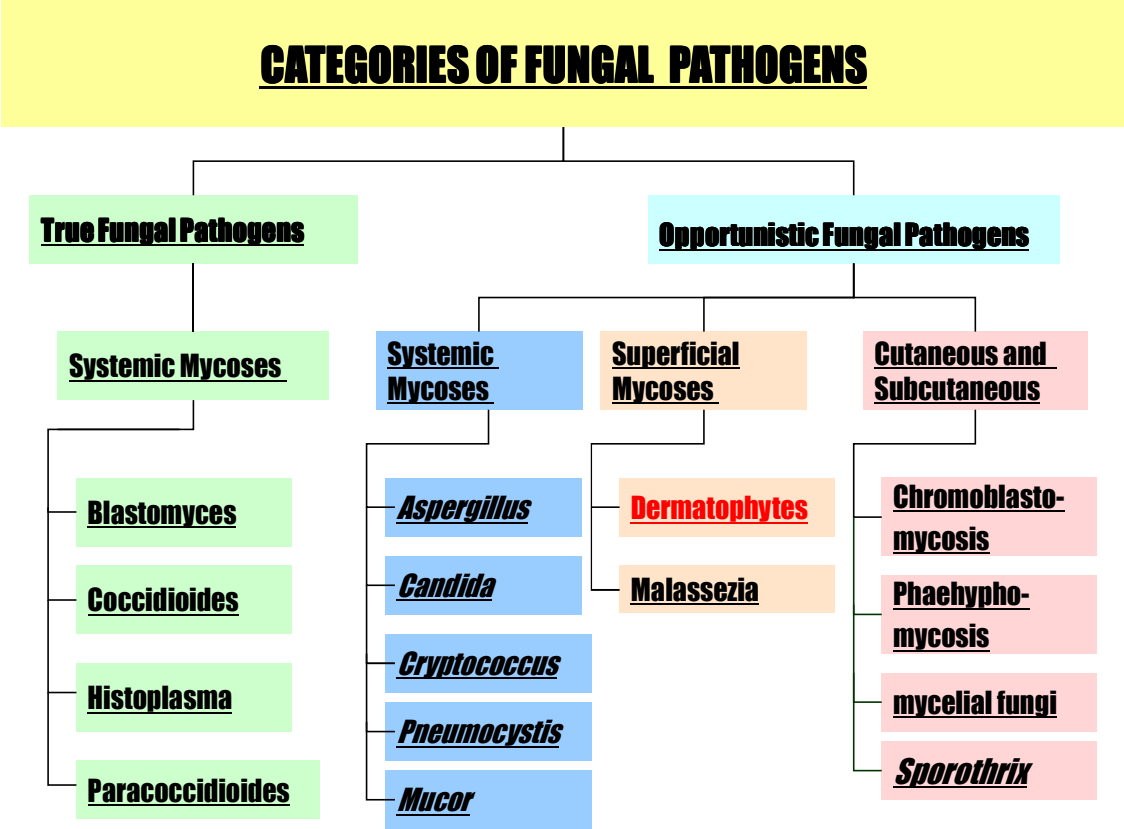 CATEGORIES OF FUNGAL PATHOGENS
True Fungal Pathogens
Opportunistic Fungal Pathogens
Systemic Mycoses
Systemic
Mycoses
Superficial
Mycoses
Cutaneous and
Subcutaneous
Blastomyces
Coccidioides
Histoplasma
Paracoccidioides
Aspergillus
Candida
Cryptococcus
Pneumocystis
Mucor
Dermatophytes
Malassezia
Chromoblasto-
mycosis
Phaehypho-
mycosis
mycelial fungi
Sporothrix